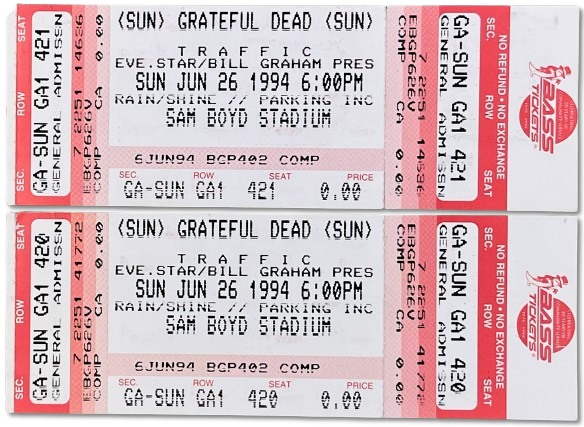 SEC. ROW SEAT
GA-SUN GA1 421
GENERAL ADMISSN
7 2251 14636
EBGP626V
COMP CA 0.00
(SUN) GRATEFUL DEAD (SUN)
T R A F F I C
EVE.STAR/BILL GRAHAM PRES
SUN JUN 26 1994 6:00PM
RAIN/SHINE // PARKING INC
SAM BOYD STADIUM
6JUN94 BCP402 COMP
SEC. ROW SEAT PRICE
GA-SUN GA1 421 0.00
COMP CA 0.00
EBGP626V
7 2251 14636
GENERAL ADMISSN
GA-SUN GA1 421
SEC. ROW SEAT
NO REFUND • NO EXCHANGE
BASS
TICKETS
SEC. ROW SEAT
GA-SUN GA1 420
GENERAL ADMISSN
7 2251 41772
EBGP626V
COMP CA 0.00
(SUN) GRATEFUL DEAD (SUN)
T R A F F I C
EVE.STAR/BILL GRAHAM PRES
SUN JUN 26 1994 6:00PM
RAIN/SHINE // PARKING INC
SAM BOYD STADIUM
6JUN94 BCP402 COMP
SEC. ROW SEAT PRICE
GA-SUN GA1 420 0.00
COMP CA 0.00
EBGP626V
7 2251 41772
GENERAL ADMISSN
GA-SUN GA1 420
SEC. ROW SEAT
NO REFUND • NO EXCHANGE
BASS
TICKETS